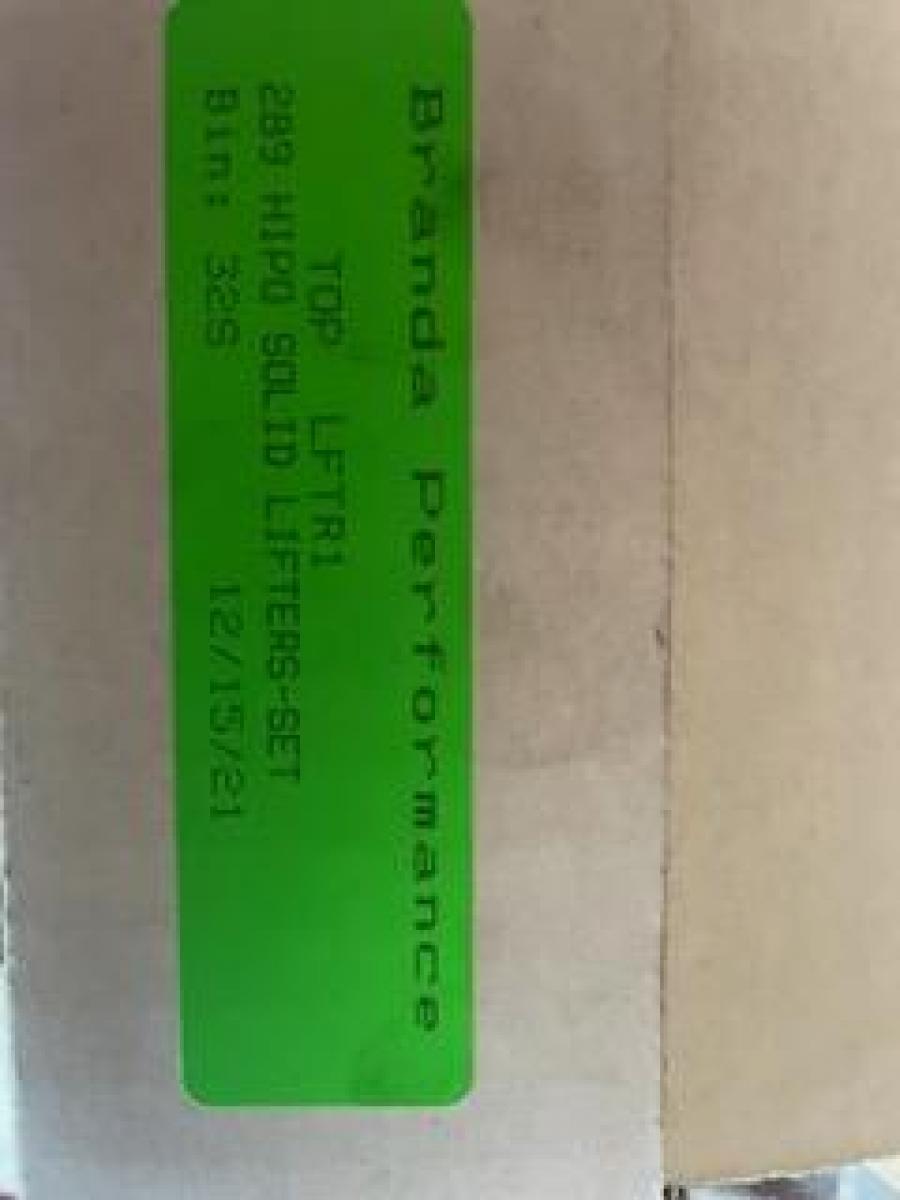 Branda Performance
TOP LFTR1
289 HIPO SOLID LIFTERS-SET
Bin: 32S 12/15/21